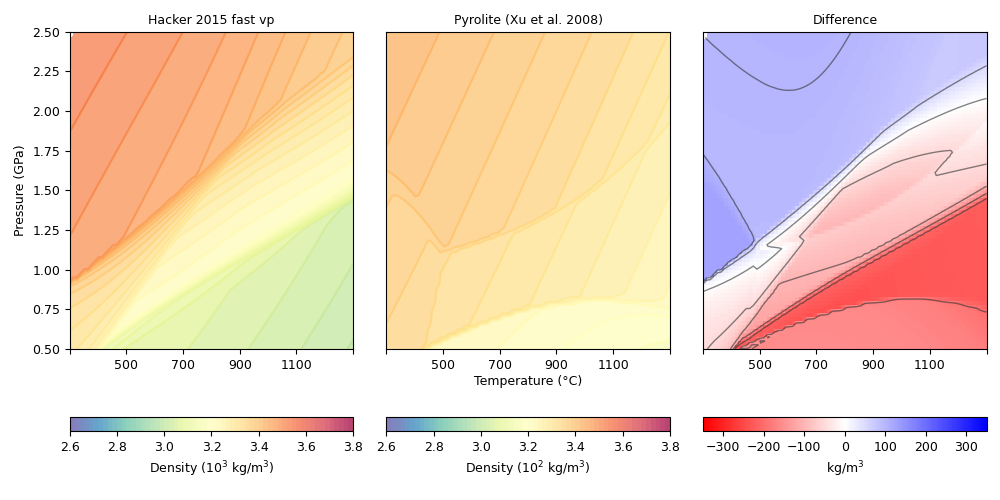 Hacker 2015 fast vp
Pyrolite (Xu et al. 2008)
Difference
2.50
2.25
2.00
1.75
1.50
1.25
1.00
0.75
0.50
Pressure (GPa)
500 700 900 1100
500 700 900 1100
500 700 900 1100
Temperature (°C)
2.6 2.8 3.0 3.2 3.4 3.6 3.8
2.6 2.8 3.0 3.2 3.4 3.6 3.8
−300 −200 −100 0 100 200 300
Density (10³ kg/m³)
Density (10² kg/m³)
kg/m³